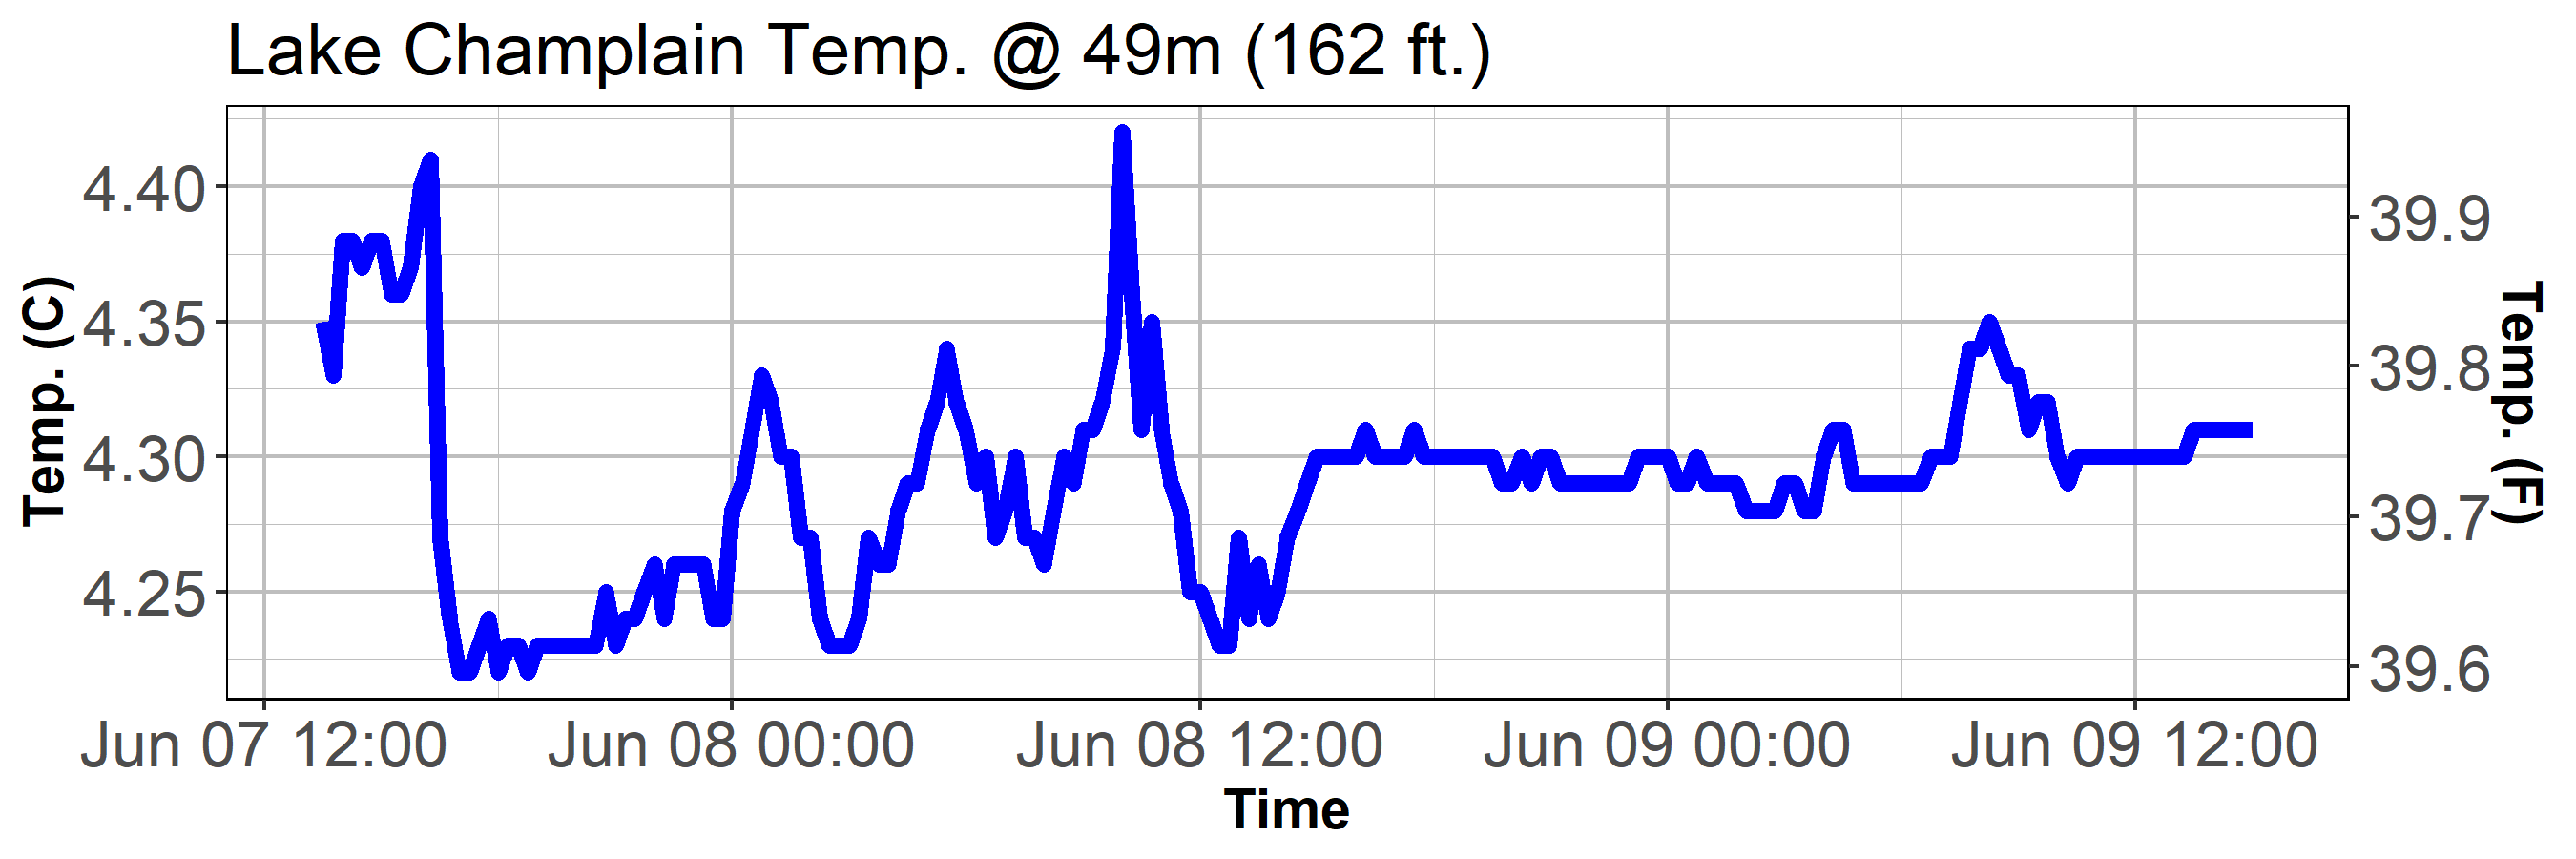 Lake Champlain Temp. @ 49m (162 ft.)
Temp. (C)
4.40
4.35
4.30
4.25
39.9
39.8
39.7
39.6
Temp. (F)
Jun 07 12:00 Jun 08 00:00 Jun 08 12:00 Jun 09 00:00 Jun 09 12:00
Time